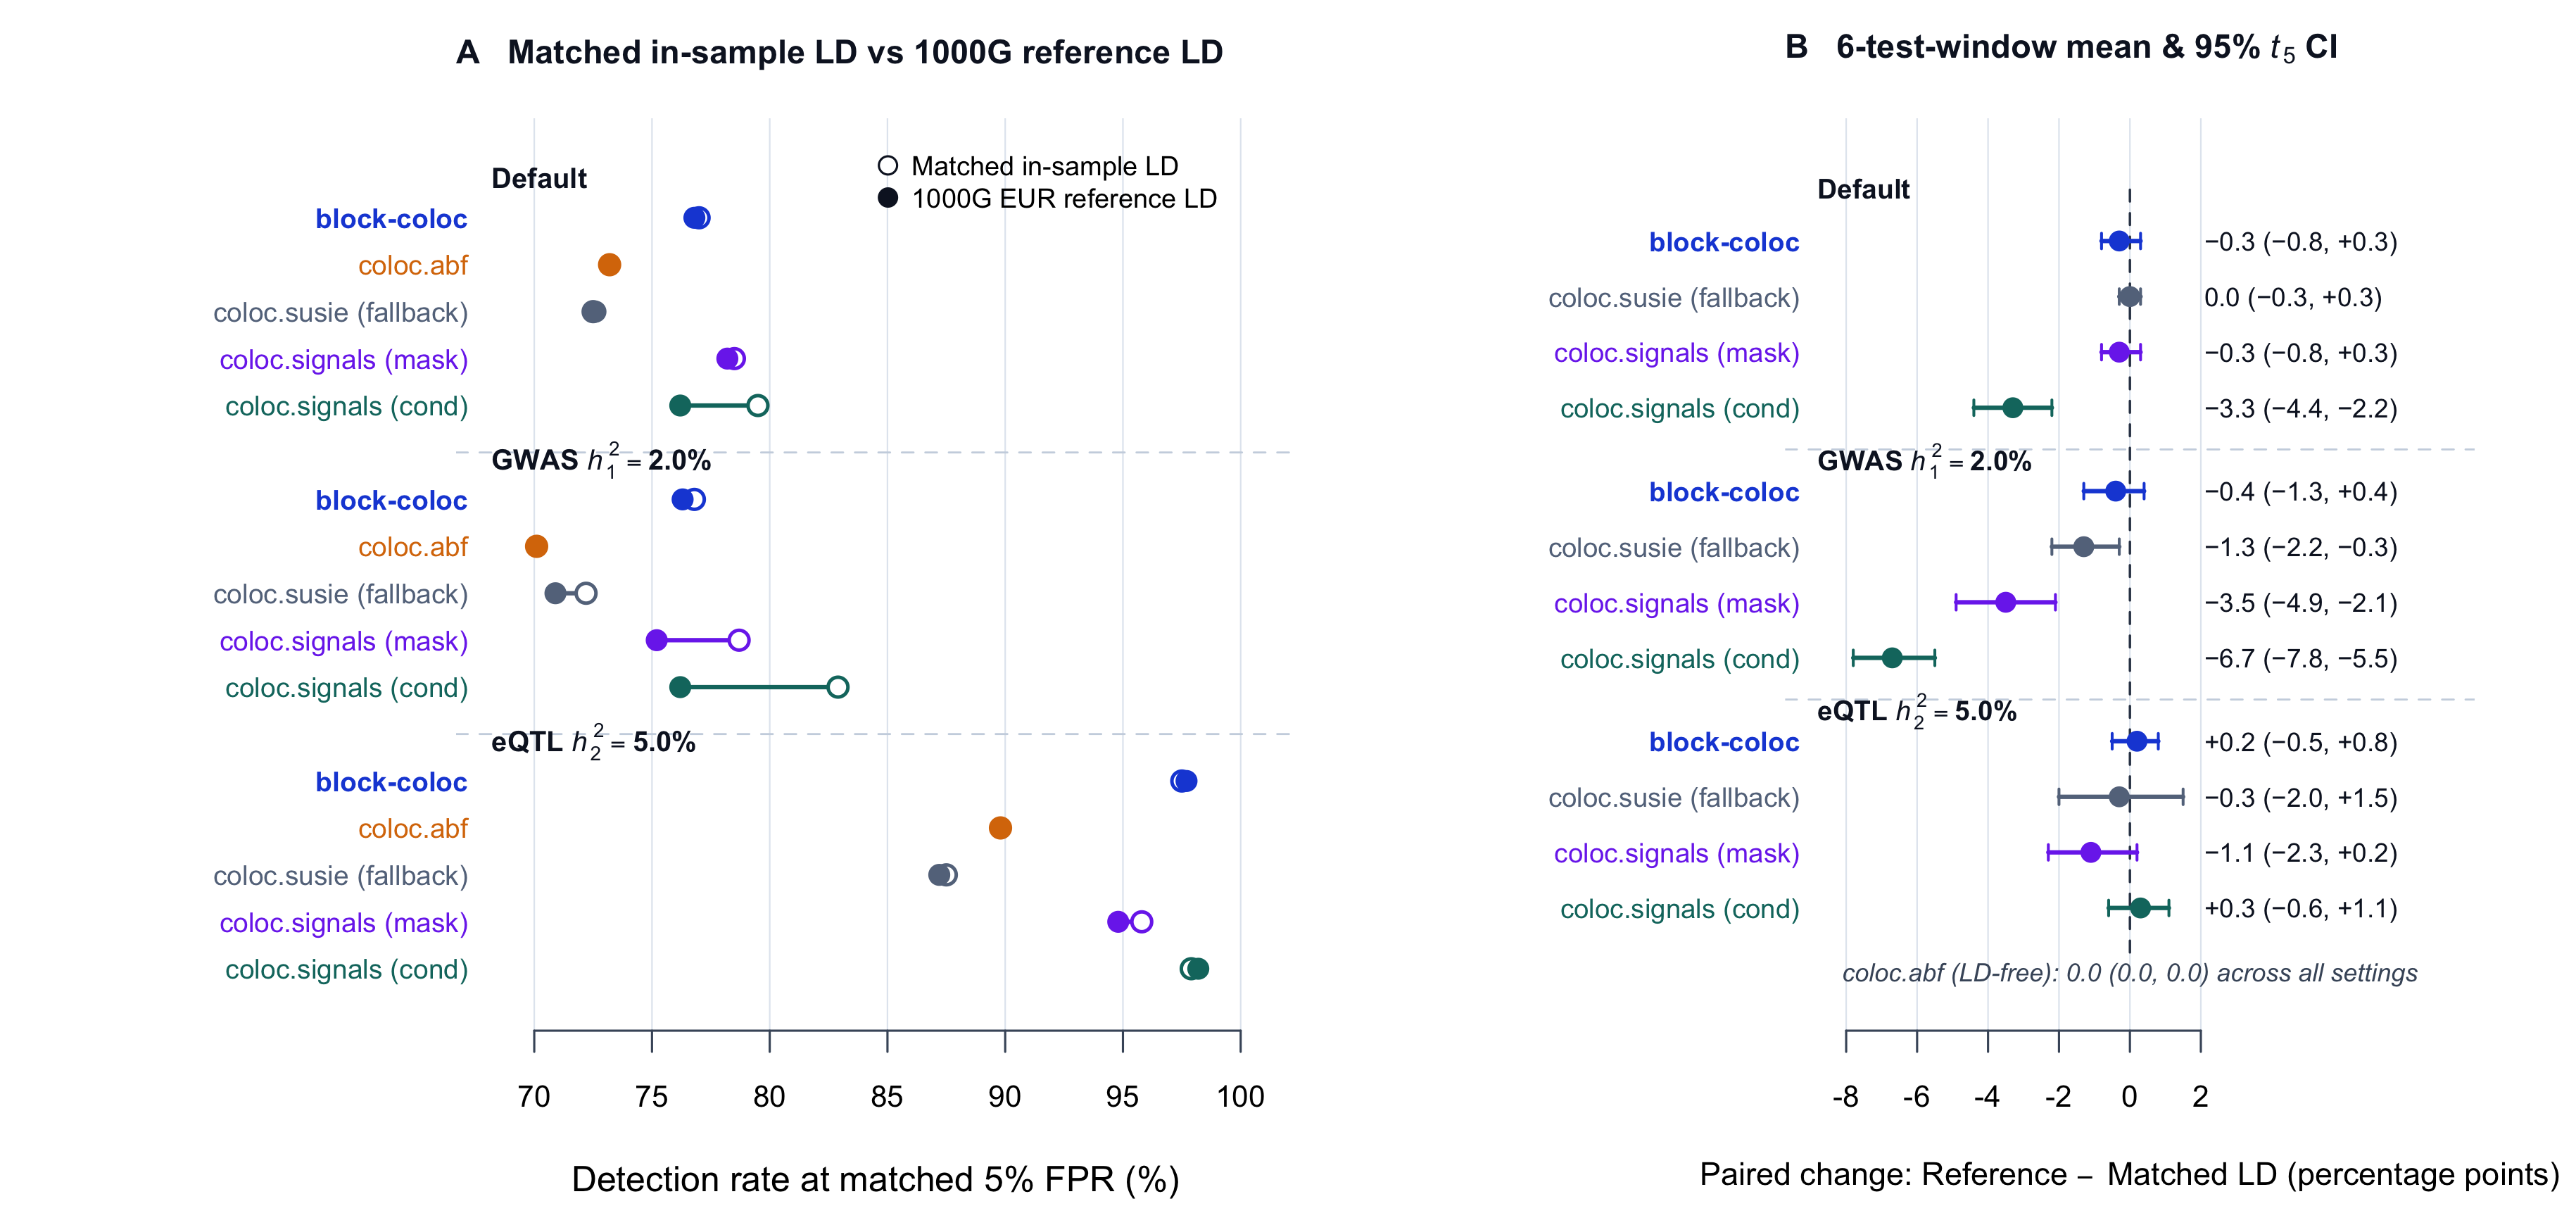 A Matched in-sample LD vs 1000G reference LD
Matched in-sample LD
1000G EUR reference LD
Default
block-coloc
coloc.abf
coloc.susie (fallback)
coloc.signals (mask)
coloc.signals (cond)
GWAS h₁² = 2.0%
block-coloc
coloc.abf
coloc.susie (fallback)
coloc.signals (mask)
coloc.signals (cond)
eQTL h₂² = 5.0%
block-coloc
coloc.abf
coloc.susie (fallback)
coloc.signals (mask)
coloc.signals (cond)
70 75 80 85 90 95 100
Detection rate at matched 5% FPR (%)
B 6-test-window mean & 95% t₅ CI
Default
block-coloc −0.3 (−0.8, +0.3)
coloc.susie (fallback) 0.0 (−0.3, +0.3)
coloc.signals (mask) −0.3 (−0.8, +0.3)
coloc.signals (cond) −3.3 (−4.4, −2.2)
GWAS h₁² = 2.0%
block-coloc −0.4 (−1.3, +0.4)
coloc.susie (fallback) −1.3 (−2.2, −0.3)
coloc.signals (mask) −3.5 (−4.9, −2.1)
coloc.signals (cond) −6.7 (−7.8, −5.5)
eQTL h₂² = 5.0%
block-coloc +0.2 (−0.5, +0.8)
coloc.susie (fallback) −0.3 (−2.0, +1.5)
coloc.signals (mask) −1.1 (−2.3, +0.2)
coloc.signals (cond) +0.3 (−0.6, +1.1)
coloc.abf (LD-free): 0.0 (0.0, 0.0) across all settings
-8 -6 -4 -2 0 2
Paired change: Reference − Matched LD (percentage points)